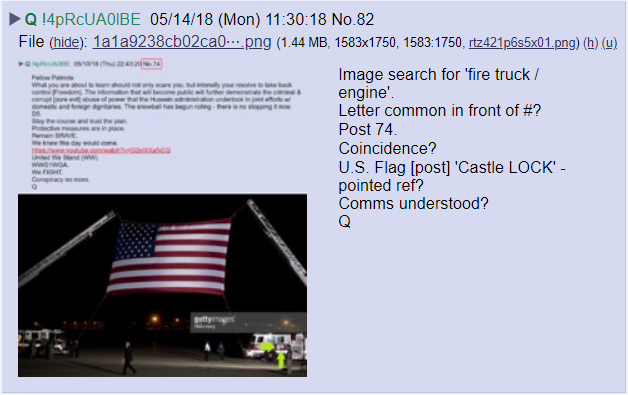 Q !4pRcUA0lBE 05/14/18 (Mon) 11:30:18 No.82
File (hide): 1a1a9238cb02ca0⋯.png (1.44 MB, 1583x1750, 1583:1750, rtz421p6s5x01.png) (h) (u)
Q !4pRcUA0lBE 05/10/18 (Thu) 22:43:20 No.74
Fellow Patriots:
What you are about to learn should not only scare you, but intensify your resolve to take back
control [Freedom]. The information that will become public will further demonstrate the criminal &
corrupt [pure evil] abuse of power that the Hussein administration undertook in joint efforts w/
domestic and foreign dignitaries. The snowball has begun rolling - there is no stopping it now.
D5.
Stay the course and trust the plan.
Protective measures are in place.
Remain BRAVE.
We knew this day would come.
United We Stand (WW).
WWG1WGA.
We FIGHT.
Conspiracy no more.
Q
gettyimages
Image search for 'fire truck /
engine'.
Letter common in front of #?
Post 74.
Coincidence?
U.S. Flag [post] 'Castle LOCK' -
pointed ref?
Comms understood?
Q